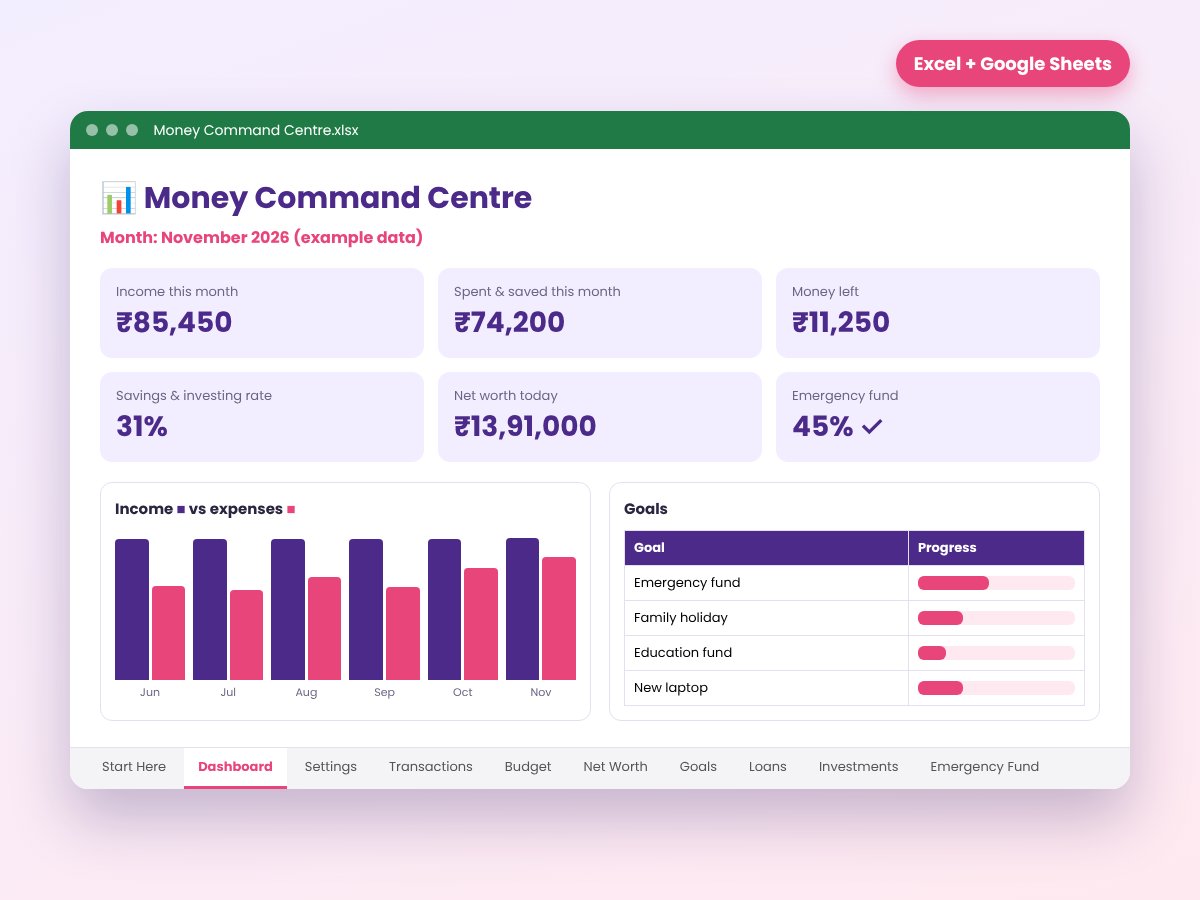 Excel + Google Sheets
Money Command Centre.xlsx
📊 Money Command Centre
Month: November 2026 (example data)
Income this month
₹85,450
Spent & saved this month
₹74,200
Money left
₹11,250
Savings & investing rate
31%
Net worth today
₹13,91,000
Emergency fund
45% ✓
Income ■ vs expenses ■
Jun Jul Aug Sep Oct Nov
Goals
Goal Progress
Emergency fund
Family holiday
Education fund
New laptop
Start Here Dashboard Settings Transactions Budget Net Worth Goals Loans Investments Emergency Fund